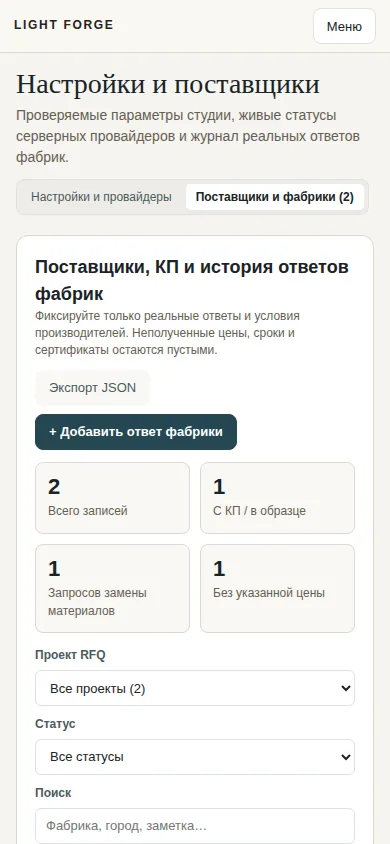 LIGHT FORGE
Меню
Настройки и поставщики
Проверяемые параметры студии, живые статусы
серверных провайдеров и журнал реальных ответов
фабрик.
Настройки и провайдеры
Поставщики и фабрики (2)
Поставщики, КП и история ответов
фабрик
Фиксируйте только реальные ответы и условия
производителей. Неполученные цены, сроки и
сертификаты остаются пустыми.
Экспорт JSON
+ Добавить ответ фабрики
2
Всего записей
1
С КП / в образце
1
Запросов замены
материалов
1
Без указанной цены
Проект RFQ
Все проекты (2)
Статус
Все статусы
Поиск
Фабрика, город, заметка…